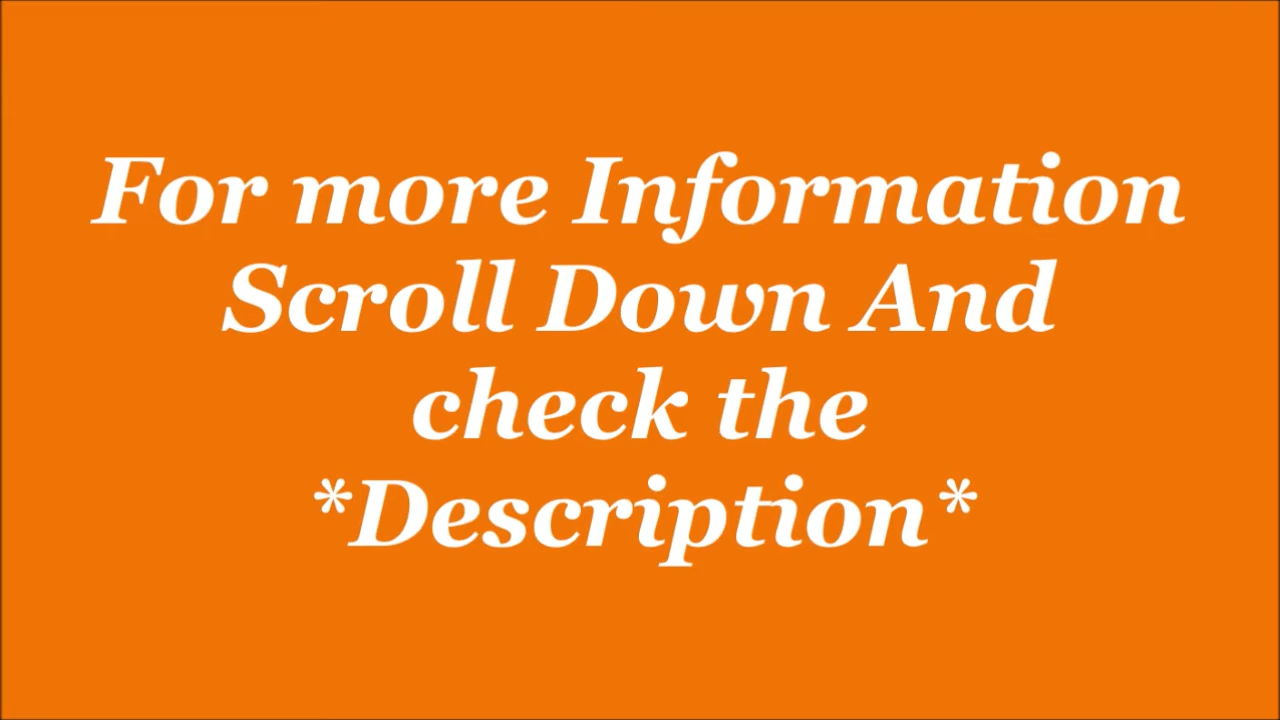 For more Information
Scroll Down And
check the
*Description*